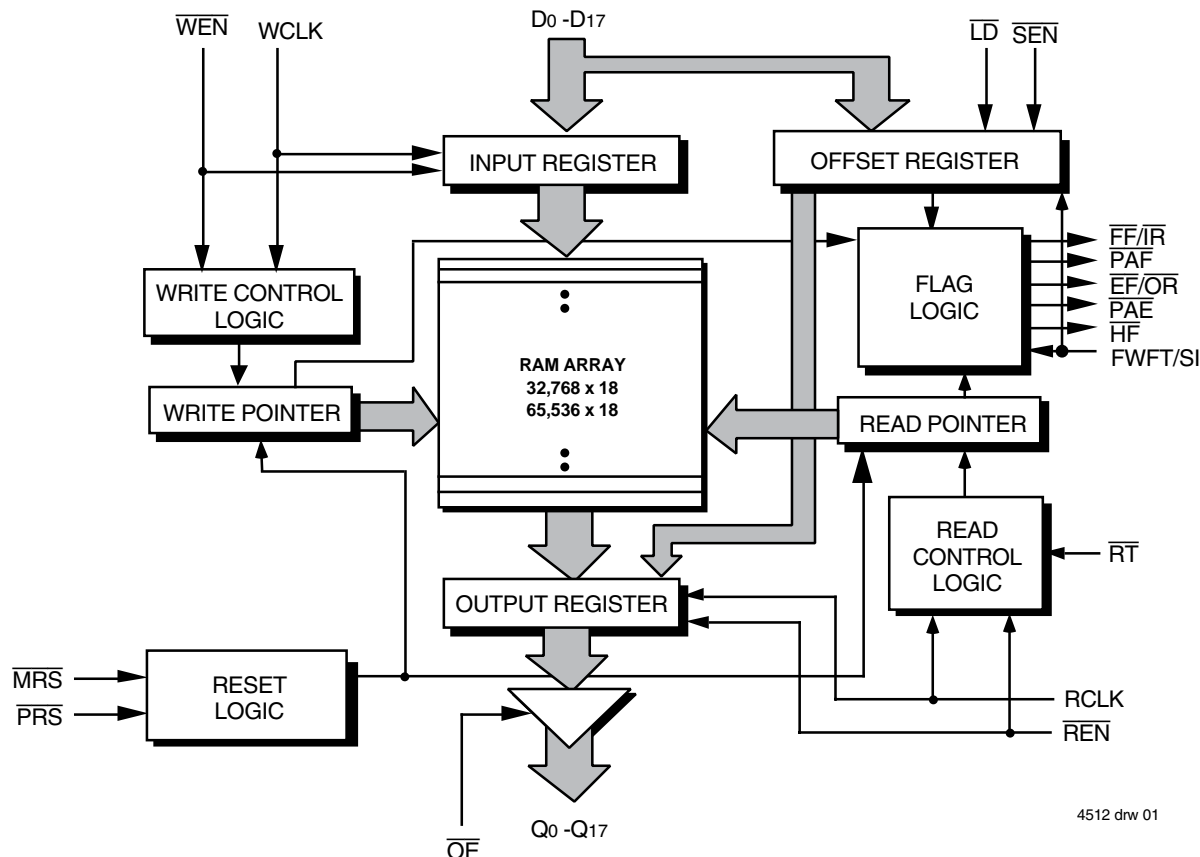 WEN
WCLK
D0 -D17
LD
SEN
INPUT REGISTER
OFFSET REGISTER
WRITE CONTROL
LOGIC
FLAG
LOGIC
FF/IR
PAF
EF/OR
PAE
HF
FWFT/SI
RAM ARRAY
32,768 x 18
65,536 x 18
WRITE POINTER
READ POINTER
READ
CONTROL
LOGIC
RT
OUTPUT REGISTER
MRS
PRS
RESET
LOGIC
RCLK
REN
OE
Q0 -Q17
4512 drw 01